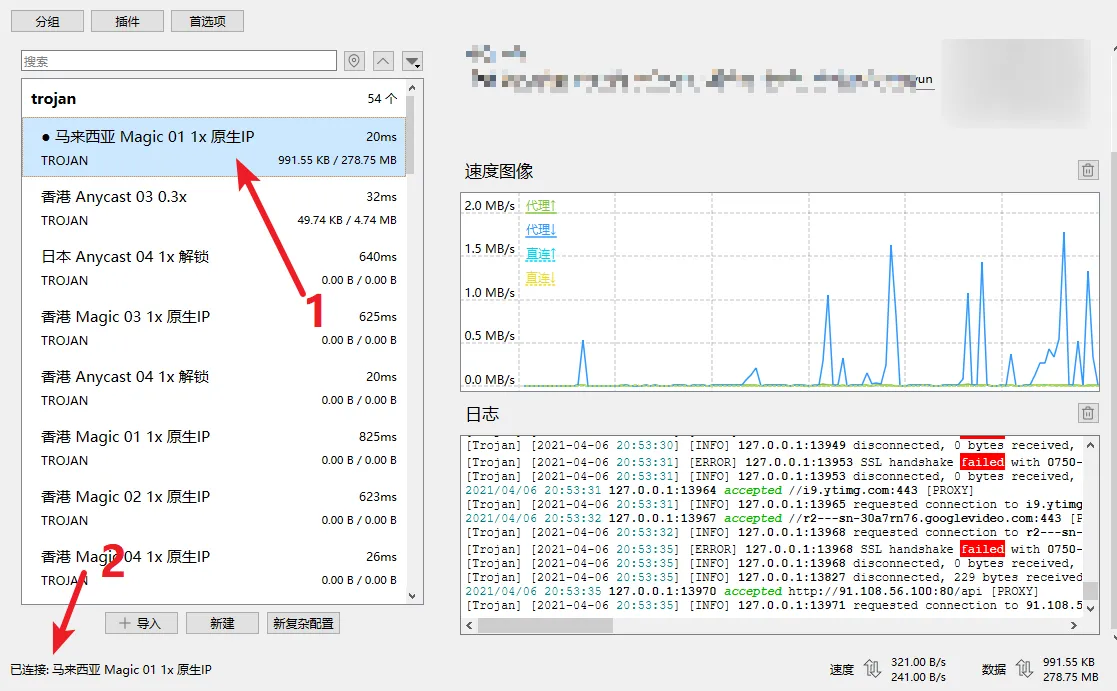 分组 插件 首选项
搜索
trojan 54 个
● 马来西亚 Magic 01 1x 原生IP 20ms
TROJAN 991.55 KB / 278.75 MB
香港 Anycast 03 0.3x 32ms
TROJAN 49.74 KB / 4.74 MB
日本 Anycast 04 1x 解锁 640ms
TROJAN 0.00 B / 0.00 B
香港 Magic 03 1x 原生IP 625ms
TROJAN 0.00 B / 0.00 B
香港 Anycast 04 1x 解锁 20ms
TROJAN 0.00 B / 0.00 B
香港 Magic 01 1x 原生IP 825ms
TROJAN 0.00 B / 0.00 B
香港 Magic 02 1x 原生IP 623ms
TROJAN 0.00 B / 0.00 B
香港 Magic 04 1x 原生IP 26ms
TROJAN 0.00 B / 0.00 B
1
2
导入 新建 新复杂配置
已连接: 马来西亚 Magic 01 1x 原生IP
速度图像
2.0 MB/s
1.5 MB/s
1.0 MB/s
0.5 MB/s
0.0 MB/s
代理↑
代理↓
直连↑
直连↓
日志
[Trojan] [2021-04-06 20:53:30] [INFO] 127.0.0.1:13949 disconnected, 0 bytes received,
[Trojan] [2021-04-06 20:53:31] [ERROR] 127.0.0.1:13953 SSL handshake failed with 0750-
[Trojan] [2021-04-06 20:53:31] [INFO] 127.0.0.1:13953 disconnected, 0 bytes received,
2021/04/06 20:53:31 127.0.0.1:13964 accepted //i9.ytimg.com:443 [PROXY]
[Trojan] [2021-04-06 20:53:31] [INFO] 127.0.0.1:13965 requested connection to i9.ytimg
2021/04/06 20:53:32 127.0.0.1:13967 accepted //r2---sn-30a7rn76.googlevideo.com:443 [P
[Trojan] [2021-04-06 20:53:32] [INFO] 127.0.0.1:13968 requested connection to r2---sn-
[Trojan] [2021-04-06 20:53:35] [ERROR] 127.0.0.1:13968 SSL handshake failed with 0750-
[Trojan] [2021-04-06 20:53:35] [INFO] 127.0.0.1:13968 disconnected, 0 bytes received,
[Trojan] [2021-04-06 20:53:35] [INFO] 127.0.0.1:13827 disconnected, 229 bytes received
2021/04/06 20:53:35 127.0.0.1:13970 accepted http://91.108.56.100:80/api [PROXY]
[Trojan] [2021-04-06 20:53:35] [INFO] 127.0.0.1:13971 requested connection to 91.108.5
速度 321.00 B/s 数据 991.55 KB
241.00 B/s 278.75 MB